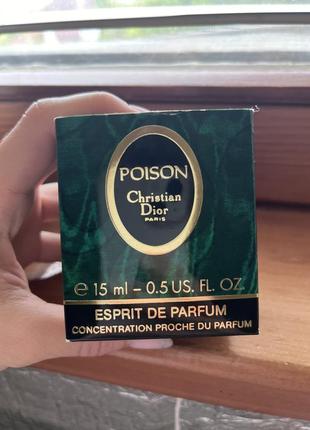 POISON
Christian
Dior
PARIS
℮ 15 ml – 0.5 US. FL. OZ.
ESPRIT DE PARFUM
CONCENTRATION PROCHE DU PARFUM